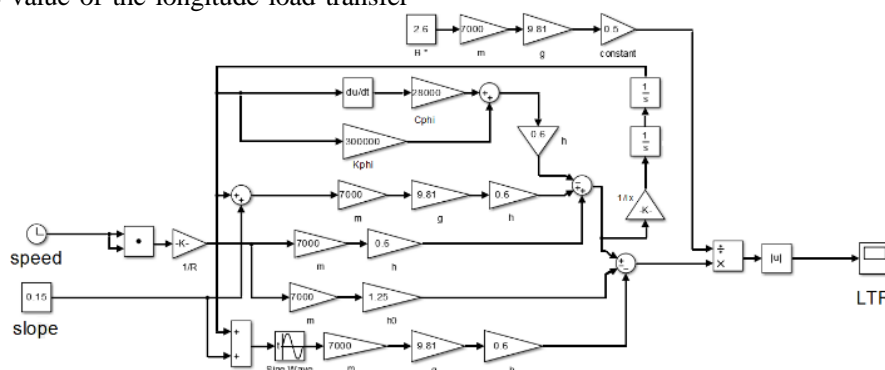 value of the longitude load transfer
2.6 7000 9.81 0.5
B * m g constant
du/dt 28000
Cphi
1
s
1
s
300000
Kphi
0.6 h
7000 9.81 0.6
m g h
1/Ix
-K-
speed
-K-
1/R
7000 0.6
m h
0.15
slope
7000 1.25
m h0
7000 9.81 0.6
Sine Wave m g h
|u|
LTR